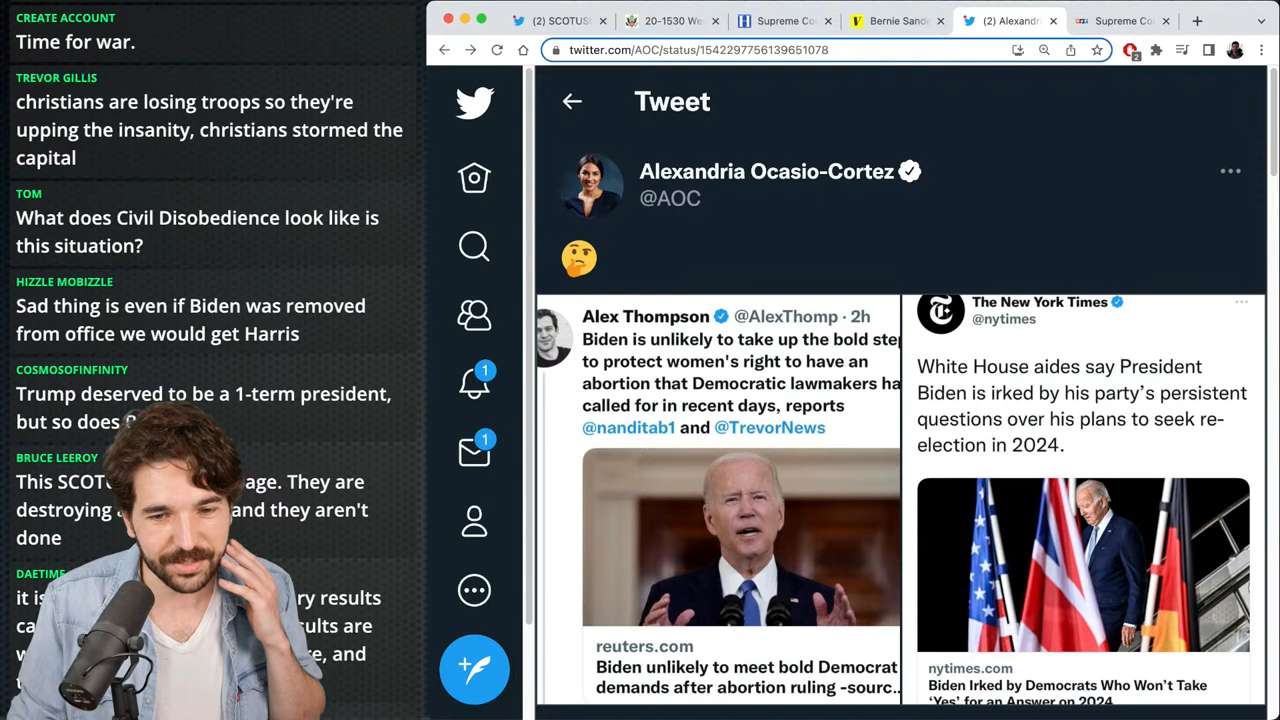 CREATE ACCOUNT
Time for war.
TREVOR GILLIS
christians are losing troops so they're
upping the insanity, christians stormed the
capital
TOM
What does Civil Disobedience look like is
this situation?
HIZZLE MOBIZZLE
Sad thing is even if Biden was removed
from office we would get Harris
COSMOSOFINFINITY
Trump deserved to be a 1-term president,
but so does
BRUCE LEEROY
This age. They are
destroying and they aren't
done
DAETIME
it is ry results
sults are
re, and
(2) SCOTUS
20-1530 We
Supreme Co
Bernie Sand
(2) Alexandri
Supreme C
twitter.com/AOC/status/1542297756139651078
2
Tweet
Alexandria Ocasio-Cortez
@AOC
1
1
Alex Thompson @AlexThomp · 2h
Biden is unlikely to take up the bold step
to protect women's right to have an
abortion that Democratic lawmakers ha
called for in recent days, reports
@nanditab1 and @TrevorNews
reuters.com
Biden unlikely to meet bold Democrat
demands after abortion ruling -sourc...
The New York Times
@nytimes
White House aides say President
Biden is irked by his party's persistent
questions over his plans to seek re-
election in 2024.
nytimes.com
Biden Irked by Democrats Who Won't Take
'Yes' for an Answer on 2024